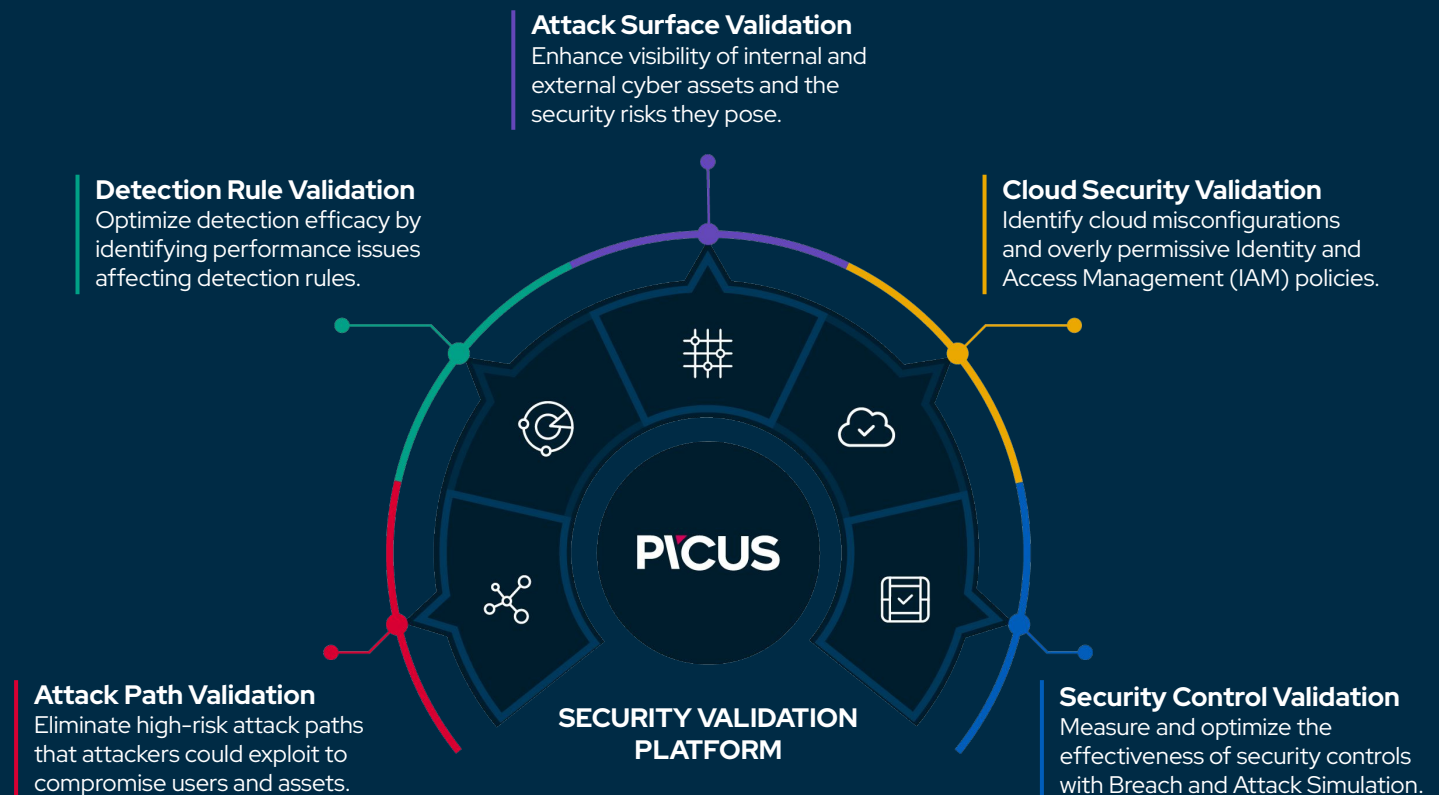 Attack Surface Validation
Enhance visibility of internal and
external cyber assets and the
security risks they pose.
Detection Rule Validation
Optimize detection efficacy by
identifying performance issues
affecting detection rules.
Cloud Security Validation
Identify cloud misconfigurations
and overly permissive Identity and
Access Management (IAM) policies.
PICUS
SECURITY VALIDATION
PLATFORM
Attack Path Validation
Eliminate high-risk attack paths
that attackers could exploit to
compromise users and assets.
Security Control Validation
Measure and optimize the
effectiveness of security controls
with Breach and Attack Simulation.